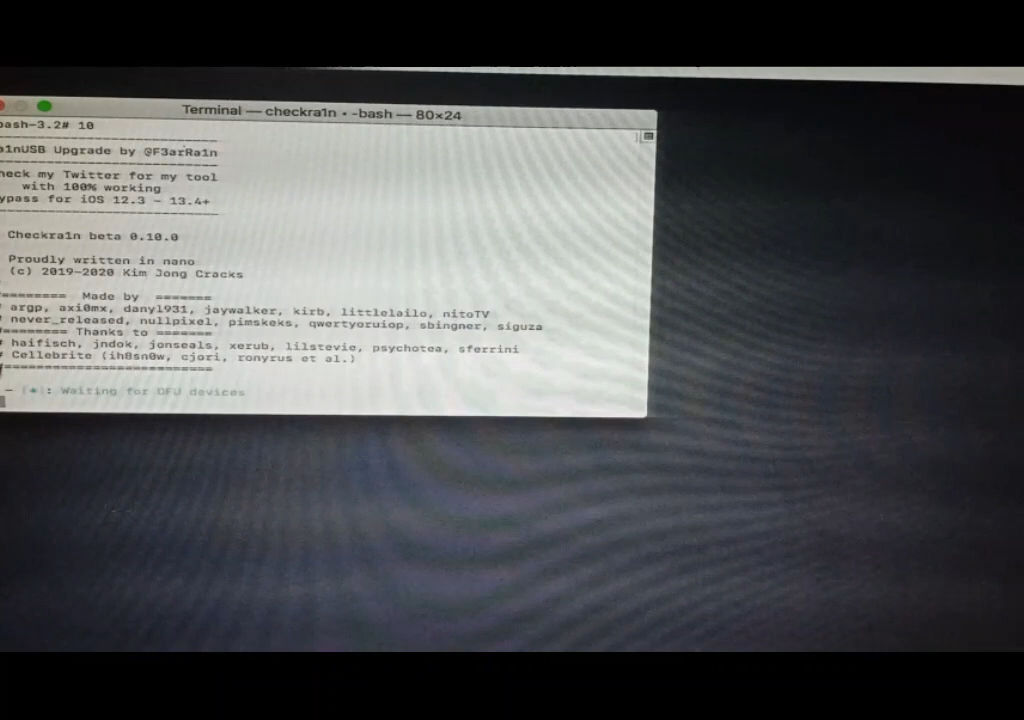 Terminal — checkra1n • -bash — 80×24
bash-3.2# 10
a1nUSB Upgrade by @F3arRa1n
heck my Twitter for my tool
with 100% working
ypass for iOS 12.3 - 13.4+
Checkra1n beta 0.10.0
Proudly written in nano
(c) 2019-2020 Kim Jong Cracks
======== Made by =======
argp, axi0mx, danyl931, jaywalker, kirb, littlelailo, nitoTV
never_released, nullpixel, pimskeks, qwertyoruiop, sbingner, siguza
======== Thanks to =======
haifisch, jndok, jonseals, xerub, lilstevie, psychotea, sferrini
Cellebrite (ih8sn0w, cjori, ronyrus et al.)
==========================
- [*]: Waiting for DFU devices